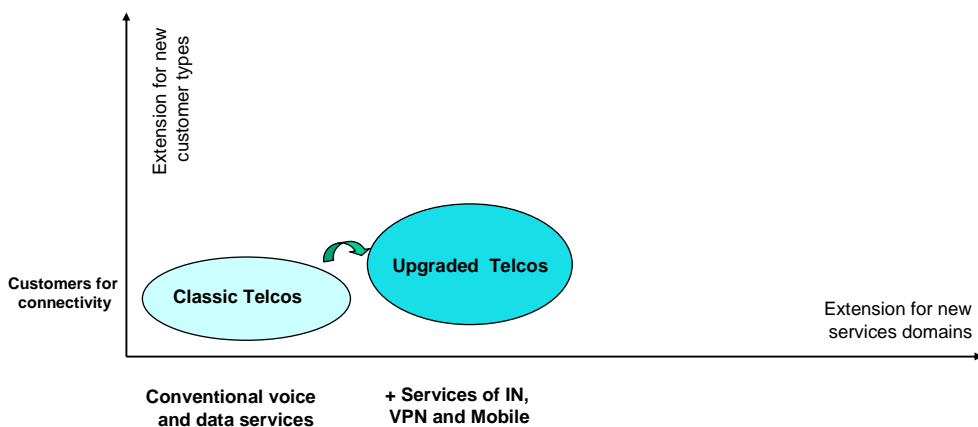 Extension for new
customer types
Upgraded Telcos
Classic Telcos
Customers for
connectivity
Extension for new
services domains
Conventional voice
and data services
+ Services of IN,
VPN and Mobile